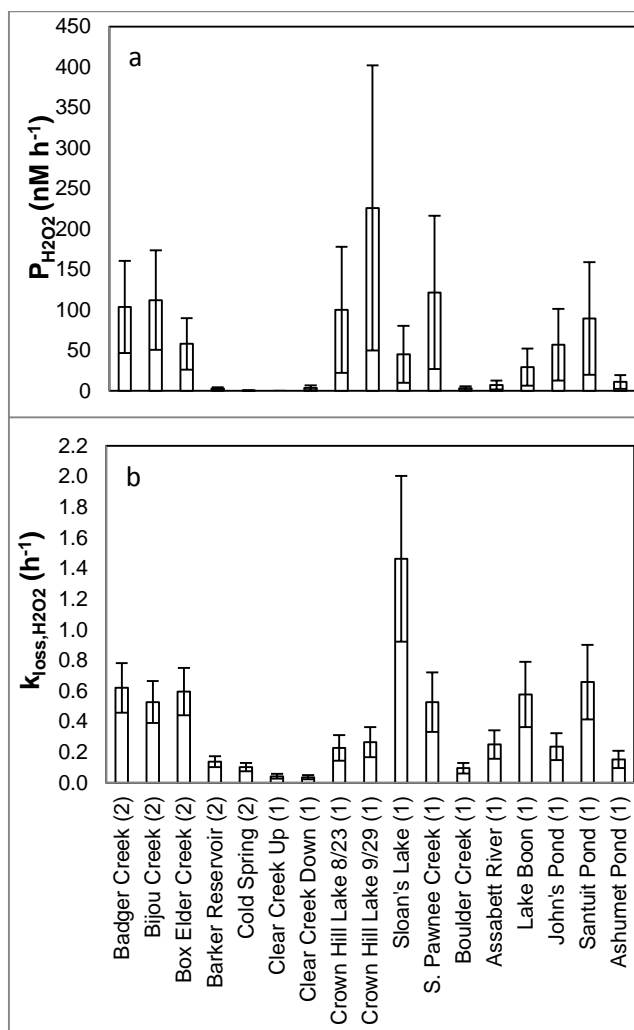 a
P_H2O2 (nM h⁻¹)
450
400
350
300
250
200
150
100
50
0
b
k_loss,H2O2 (h⁻¹)
2.2
2.0
1.8
1.6
1.4
1.2
1.0
0.8
0.6
0.4
0.2
0.0
Badger Creek (2)
Bijou Creek (2)
Box Elder Creek (2)
Barker Reservoir (2)
Cold Spring (2)
Clear Creek Up (1)
Clear Creek Down (1)
Crown Hill Lake 8/23 (1)
Crown Hill Lake 9/29 (1)
Sloan's Lake (1)
S. Pawnee Creek (1)
Boulder Creek (1)
Assabett River (1)
Lake Boon (1)
John's Pond (1)
Santuit Pond (1)
Ashumet Pond (1)